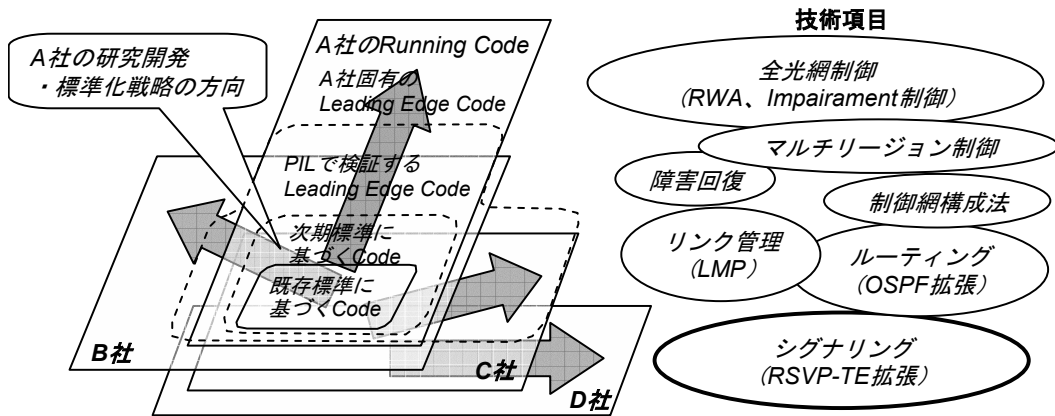 A社の研究開発
・標準化戦略の方向
A社のRunning Code
A社固有の
Leading Edge Code
PILで検証する
Leading Edge Code
次期標準に
基づくCode
既存標準に
基づくCode
B社
C社
D社
技術項目
全光網制御
(RWA、Impairament制御)
マルチリージョン制御
障害回復
制御網構成法
リンク管理
(LMP)
ルーティング
(OSPF拡張)
シグナリング
(RSVP-TE拡張)